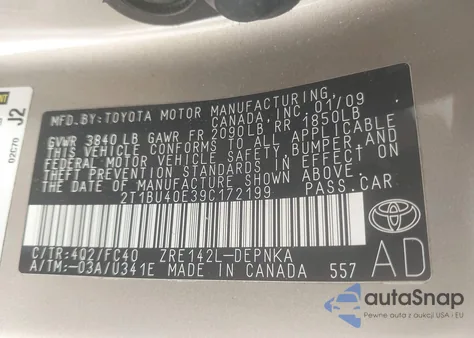 J2
D2C70
MFD. BY: TOYOTA MOTOR MANUFACTURING,
CANADA, INC. 01/09
GVWR 3840 LB GAWR FR 2090LB RR 1850LB
THIS VEHICLE CONFORMS TO ALL APPLICABLE
FEDERAL MOTOR VEHICLE SAFETY, BUMPER, AND
THEFT PREVENTION STANDARDS IN EFFECT ON
THE DATE OF MANUFACTURE SHOWN ABOVE.
2T1BU40E39C172199 PASS.CAR
C/TR:4Q2/FC40 ZRE142L-DEPNKA
A/TM:-03A/U341E MADE IN CANADA 557
TOYOTA
AD
autoSnap
Pewne auta z aukcji USA i EU